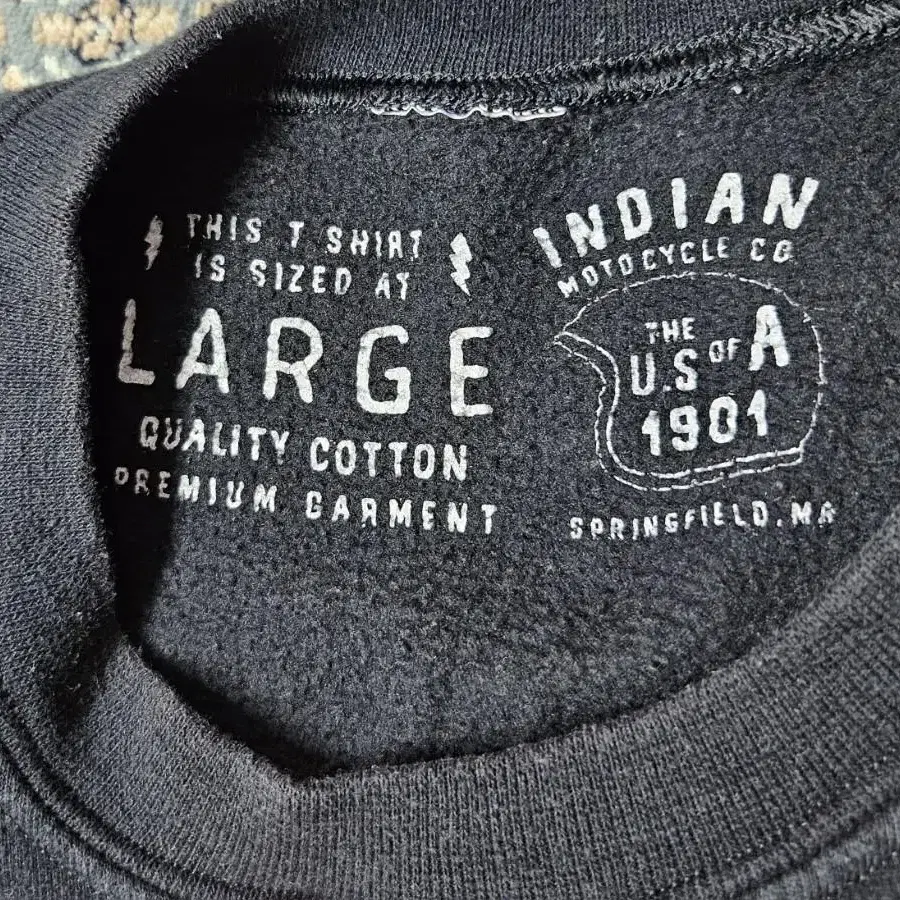 THIS T SHIRT
IS SIZED AT
LARGE
QUALITY COTTON
PREMIUM GARMENT
INDIAN
MOTOCYCLE CO
THE
U.S OF A
1901
SPRINGFIELD.MA